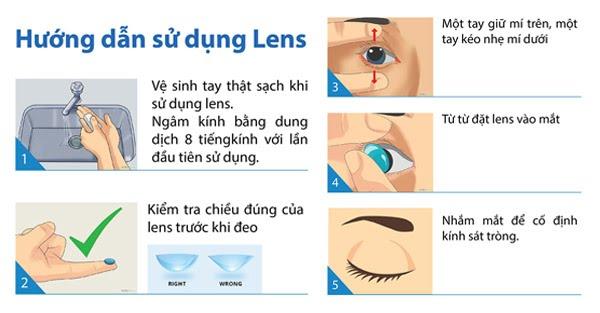 Hướng dẫn sử dụng Lens
1
Vệ sinh tay thật sạch khi
sử dụng lens.
Ngâm kính bằng dung
dịch 8 tiếngkính với lần
đầu tiên sử dụng.
2
Kiểm tra chiều đúng của
lens trước khi đeo
RIGHT
WRONG
3
Một tay giữ mí trên, một
tay kéo nhẹ mí dưới
4
Từ từ đặt lens vào mắt
5
Nhắm mắt để cố định
kính sát tròng.